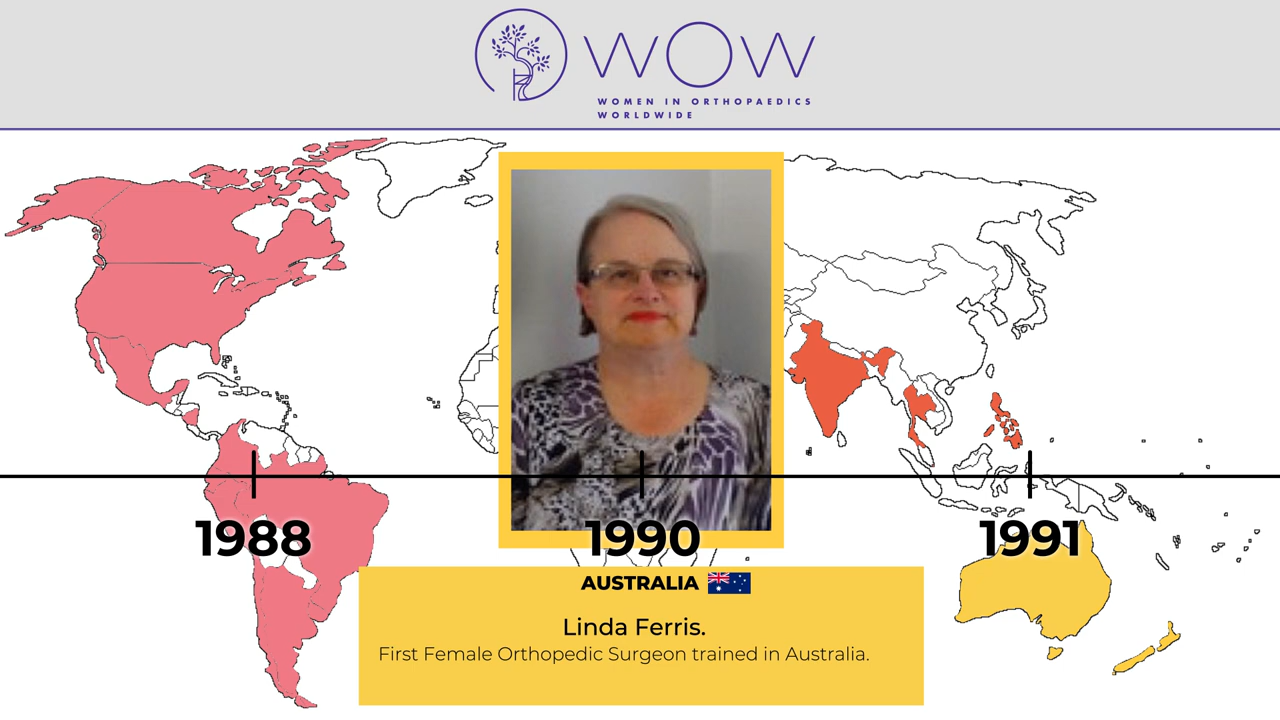 WOW
WOMEN IN ORTHOPAEDICS
WORLDWIDE
1988
1990
1991
AUSTRALIA
Linda Ferris.
First Female Orthopedic Surgeon trained in Australia.